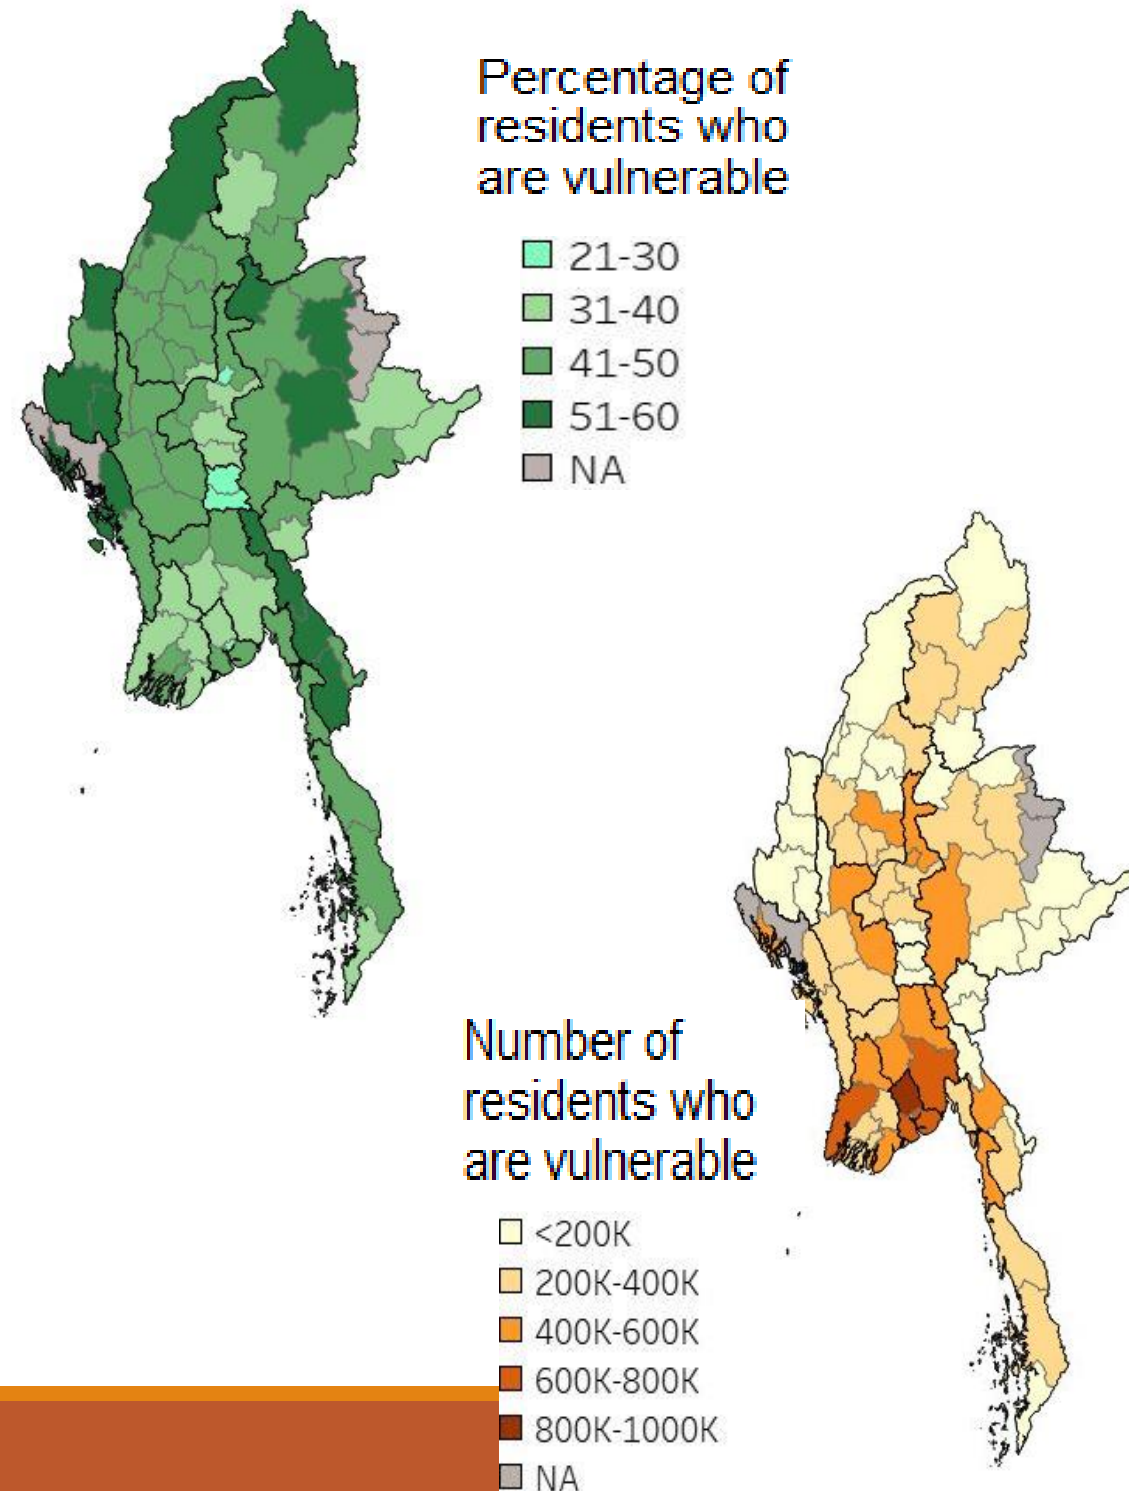 Percentage of
residents who
are vulnerable
21-30
31-40
41-50
51-60
NA
Number of
residents who
are vulnerable
<200K
200K-400K
400K-600K
600K-800K
800K-1000K
NA